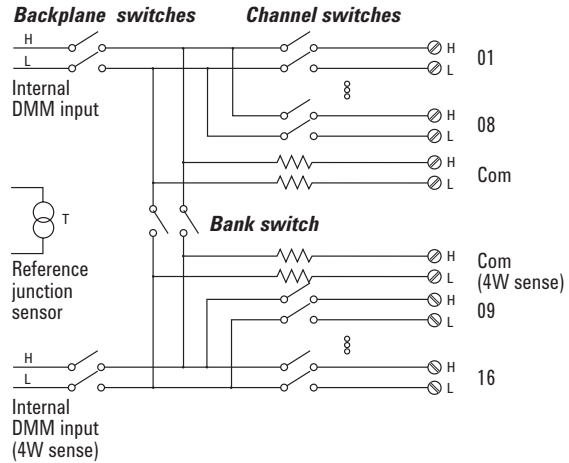 Backplane switches
Channel switches
H
L
Internal
DMM input
H
L
01
H
L
08
H
L
Com
T
Bank switch
Reference
junction
sensor
H
L
Com
(4W sense)
H
L
09
H
L
Internal
DMM input
(4W sense)
H
L
16